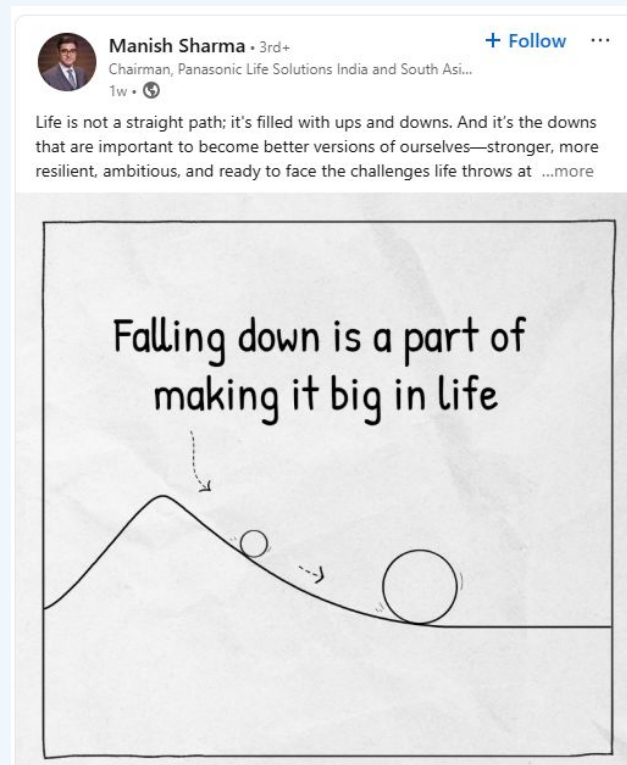 Manish Sharma • 3rd+
+ Follow
Chairman, Panasonic Life Solutions India and South Asi...
1w •
Life is not a straight path; it's filled with ups and downs. And it’s the downs
that are important to become better versions of ourselves—stronger, more
resilient, ambitious, and ready to face the challenges life throws at ...more
Falling down is a part of
making it big in life